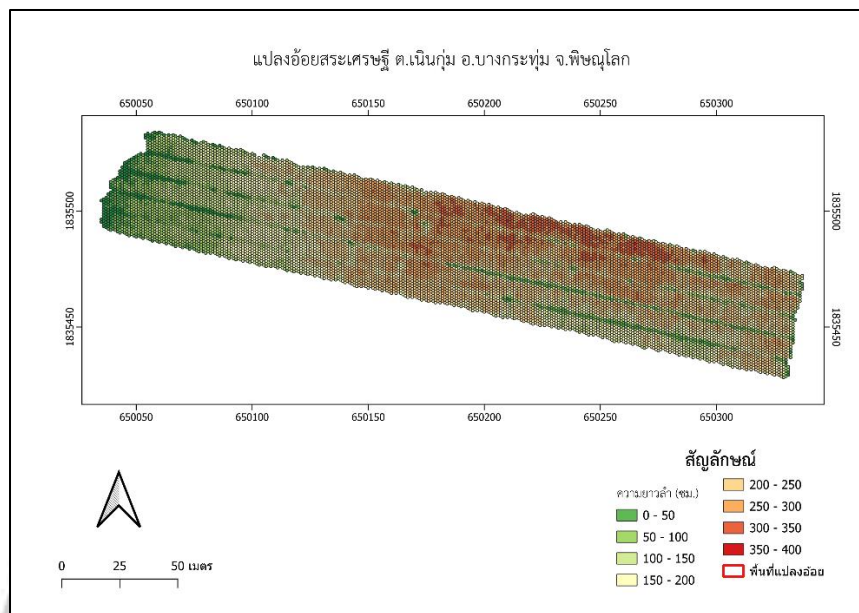 แปลงอ้อยสระเศรษฐี ต.เนินกุ่ม อ.บางกระทุ่ม จ.พิษณุโลก
650050 650100 650150 650200 650250 650300
1835500 1835500
1835450 1835450
650050 650100 650150 650200 650250 650300
สัญลักษณ์
ความยาวลำ (ซม.)
0 - 50
50 - 100
100 - 150
150 - 200
200 - 250
250 - 300
300 - 350
350 - 400
พื้นที่แปลงอ้อย
0 25 50 เมตร